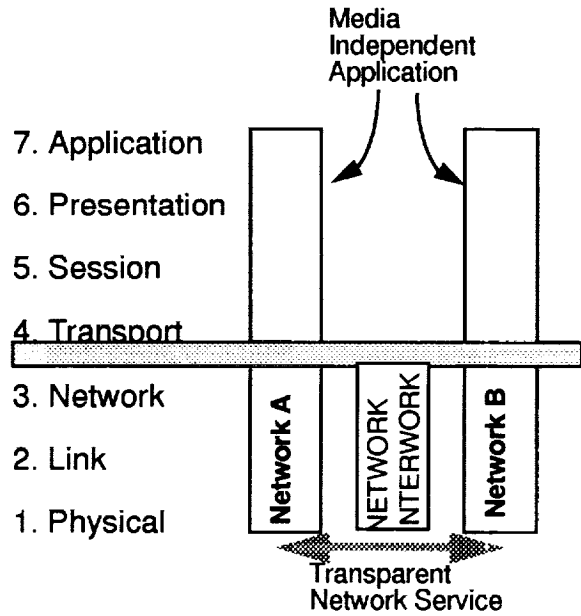 Media
Independent
Application
7. Application
6. Presentation
5. Session
4. Transport
3. Network
2. Link
1. Physical
Network A
NETWORK
NTERWORK
Network B
Transparent
Network Service